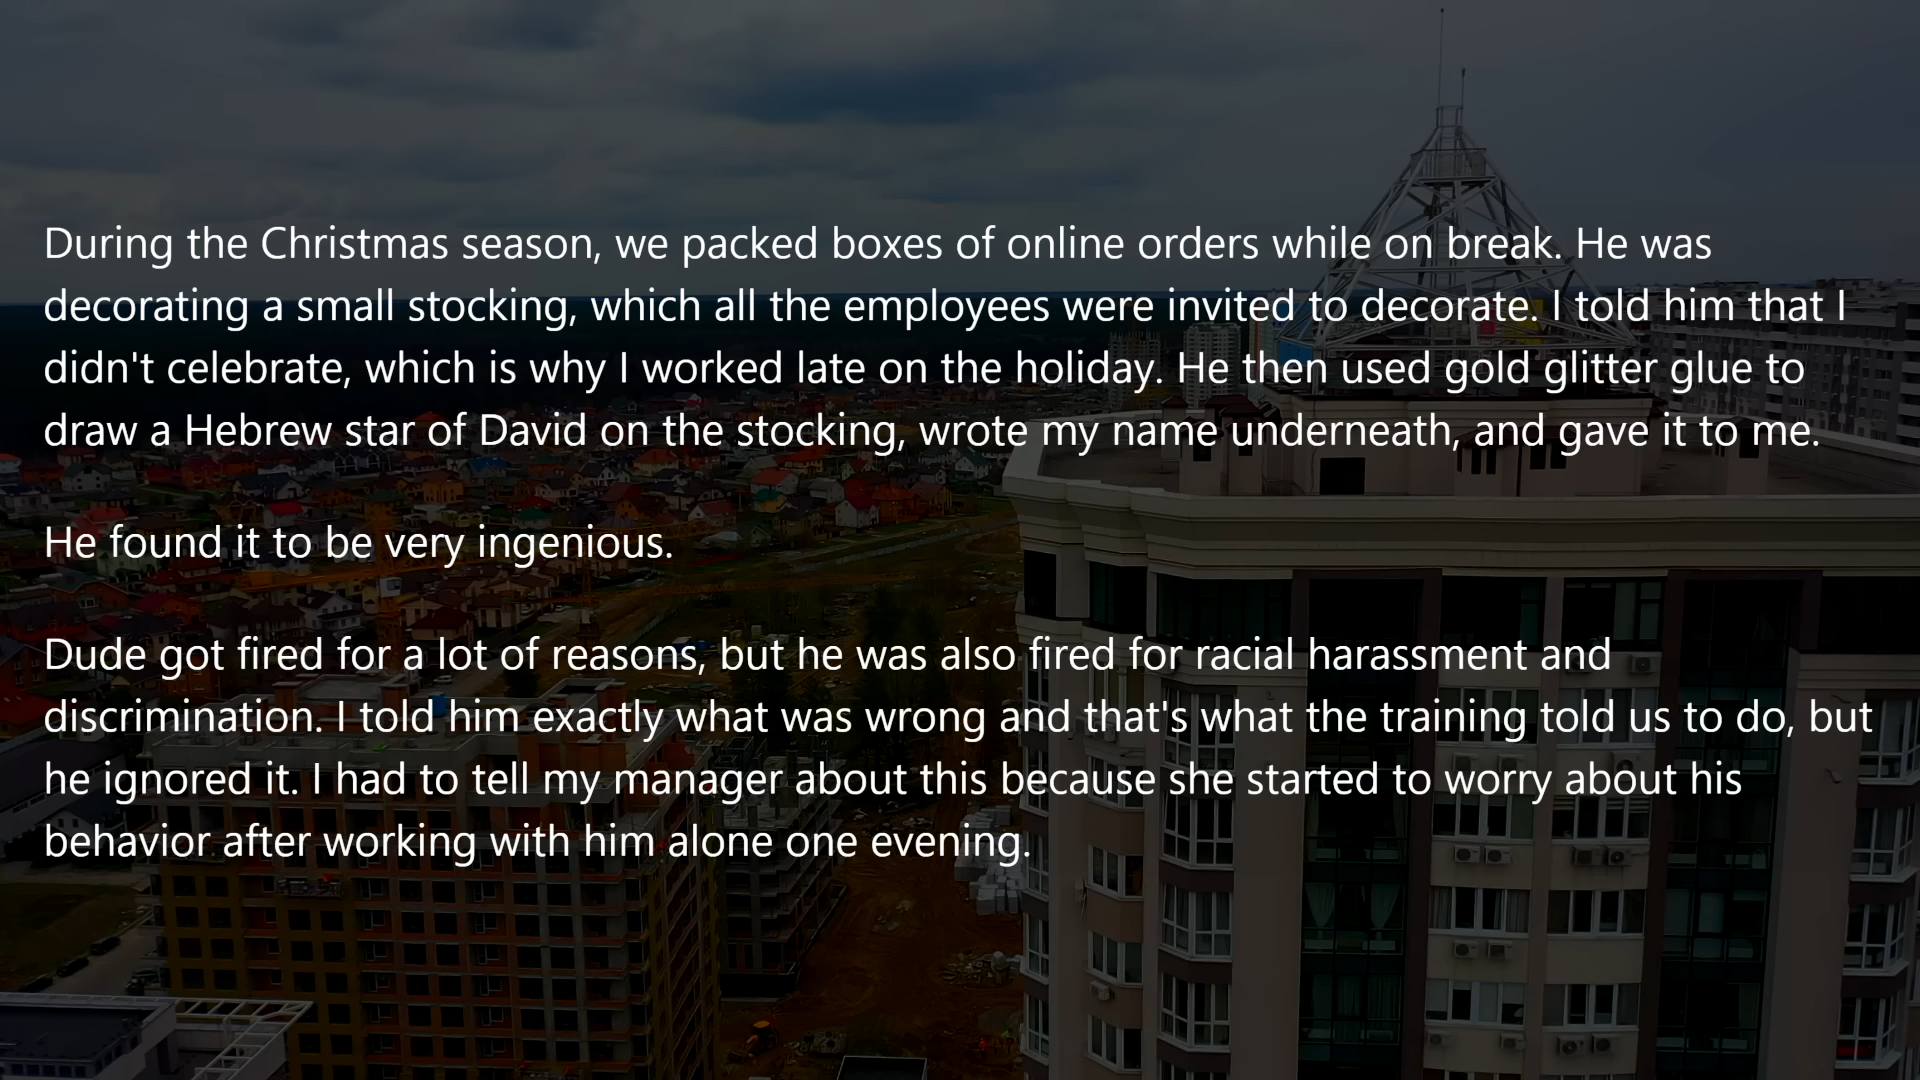 During the Christmas season, we packed boxes of online orders while on break. He was
decorating a small stocking, which all the employees were invited to decorate. I told him that I
didn't celebrate, which is why I worked late on the holiday. He then used gold glitter glue to
draw a Hebrew star of David on the stocking, wrote my name underneath, and gave it to me.
He found it to be very ingenious.
Dude got fired for a lot of reasons, but he was also fired for racial harassment and
discrimination. I told him exactly what was wrong and that's what the training told us to do, but
he ignored it. I had to tell my manager about this because she started to worry about his
behavior after working with him alone one evening.